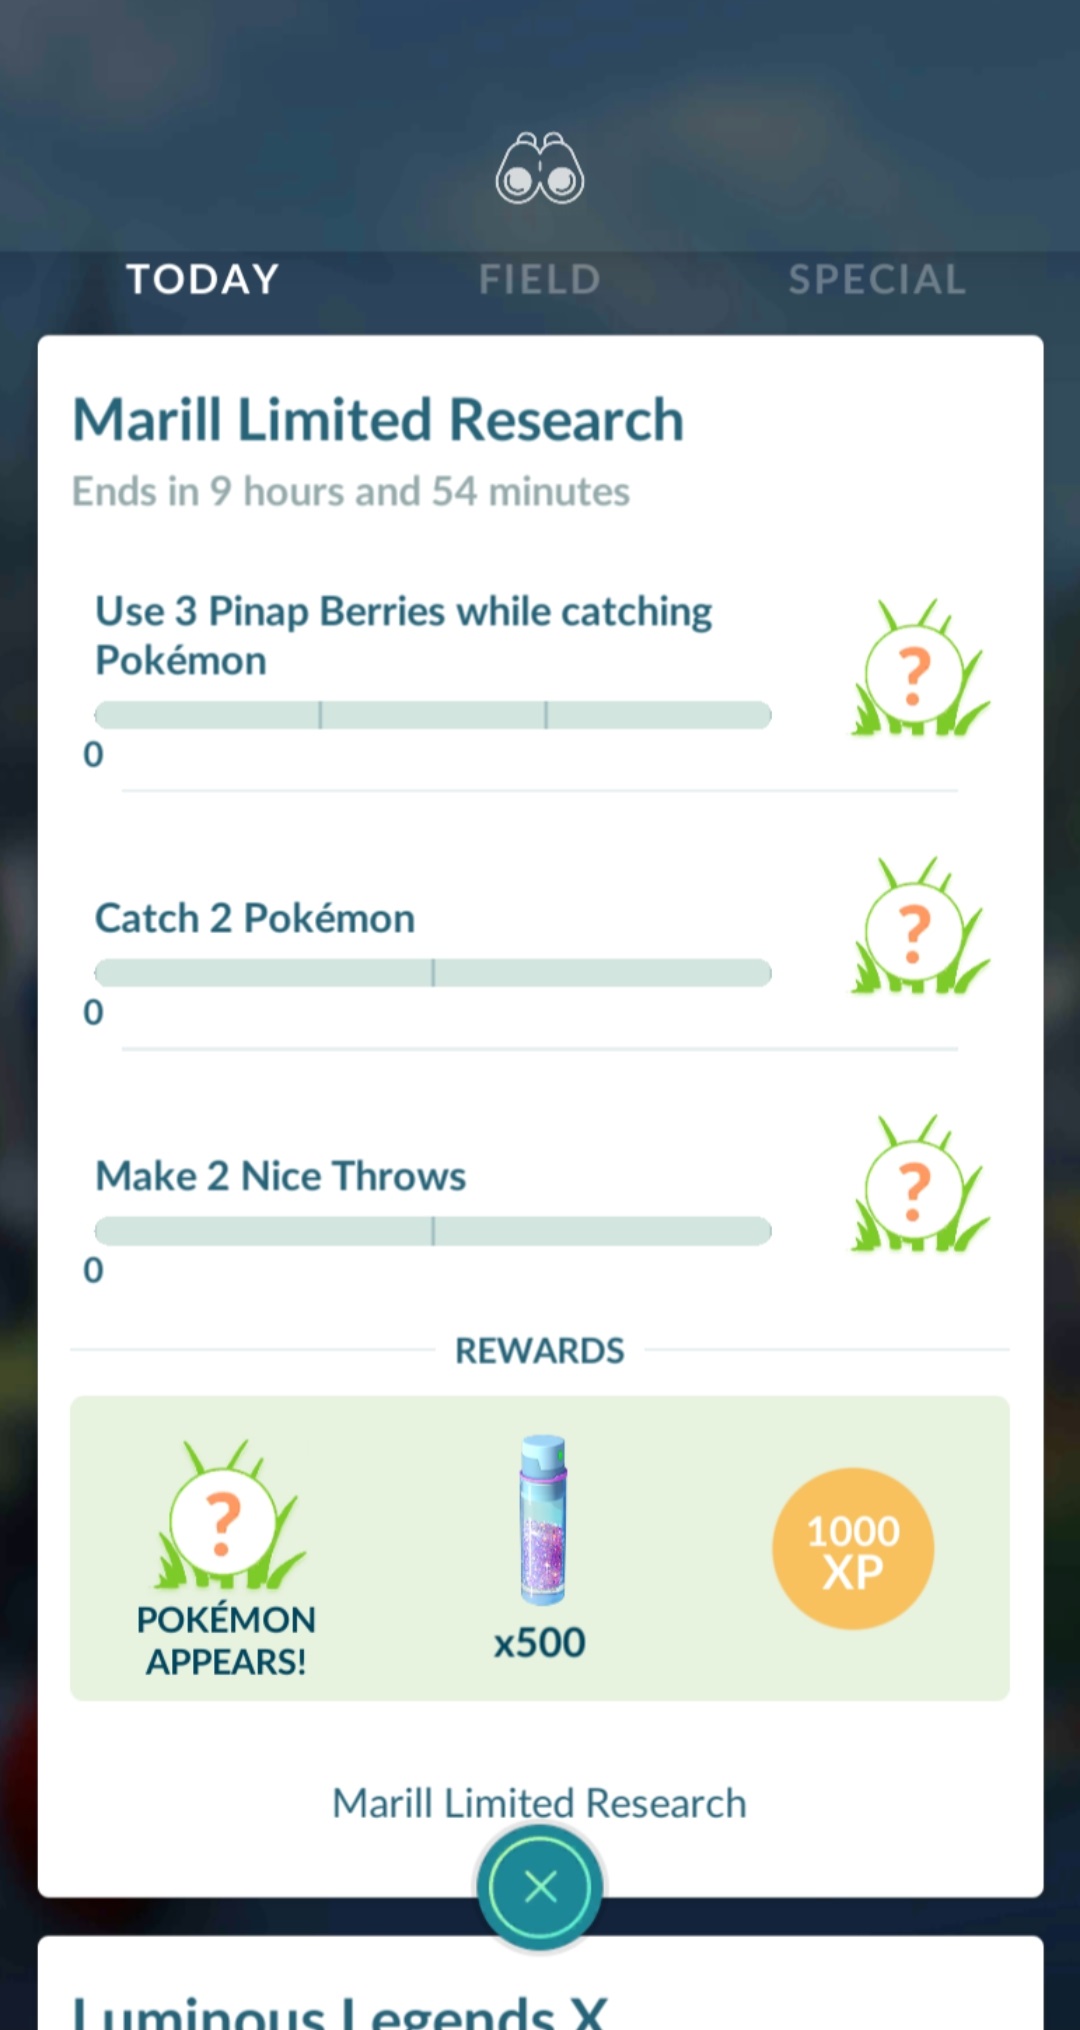 TODAY FIELD SPECIAL
Marill Limited Research
Ends in 9 hours and 54 minutes
Use 3 Pinap Berries while catching
Pokémon
?
0
Catch 2 Pokémon
?
0
Make 2 Nice Throws
?
0
REWARDS
?
POKÉMON
APPEARS!
x500
1000
XP
Marill Limited Research
Luminous Legends X